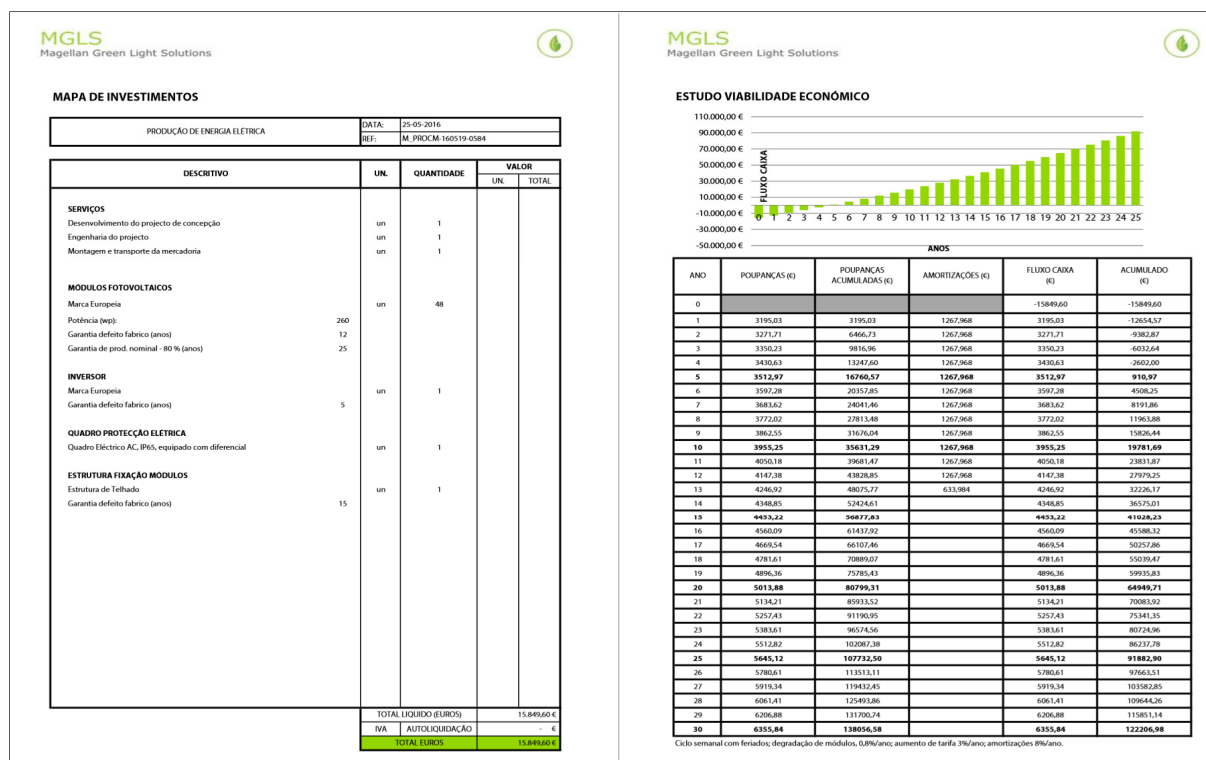 MGLS
Magellan Green Light Solutions
MAPA DE INVESTIMENTOS
PRODUÇÃO DE ENERGIA ELÉTRICA
DATA: 25-05-2016
REF: M_PROCM-160519-0584
DESCRITIVO UN. QUANTIDADE VALOR
UN. TOTAL
SERVIÇOS
Desenvolvimento do projecto de concepção un 1
Engenharia do projecto un 1
Montagem e transporte da mercadoria un 1
MÓDULOS FOTOVOLTAICOS
Marca Europeia un 48
Potência (wp): 260
Garantia defeito fabrico (anos) 12
Garantia de prod. nominal - 80 % (anos) 25
INVERSOR
Marca Europeia un 1
Garantia defeito fabrico (anos) 5
QUADRO PROTECÇÃO ELÉTRICA
Quadro Eléctrico AC, IP65, equipado com diferencial un 1
ESTRUTURA FIXAÇÃO MÓDULOS
Estrutura de Telhado un 1
Garantia defeito fabrico (anos) 15
TOTAL LIQUIDO (EUROS) 15.849,60 €
IVA AUTOLIQUIDAÇÃO - €
TOTAL EUROS 15.849,60 €
MGLS
Magellan Green Light Solutions
ESTUDO VIABILIDADE ECONÓMICO
110.000,00 €
90.000,00 €
70.000,00 €
50.000,00 €
30.000,00 €
10.000,00 €
-10.000,00 €
-30.000,00 €
-50.000,00 €
FLUXO CAIXA
0 1 2 3 4 5 6 7 8 9 10 11 12 13 14 15 16 17 18 19 20 21 22 23 24 25
ANOS
ANO POUPANÇAS (€) POUPANÇAS ACUMULADAS (€) AMORTIZAÇÕES (€) FLUXO CAIXA (€) ACUMULADO (€)
0 -15849,60 -15849,60
1 3195,03 3195,03 1267,968 3195,03 -12654,57
2 3271,71 6466,73 1267,968 3271,71 -9382,87
3 3350,23 9816,96 1267,968 3350,23 -6032,64
4 3430,63 13247,60 1267,968 3430,63 -2602,00
5 3512,97 16760,57 1267,968 3512,97 910,97
6 3597,28 20357,85 1267,968 3597,28 4508,25
7 3683,62 24041,46 1267,968 3683,62 8191,86
8 3772,02 27813,48 1267,968 3772,02 11963,88
9 3862,55 31676,04 1267,968 3862,55 15826,44
10 3955,25 35631,29 1267,968 3955,25 19781,69
11 4050,18 39681,47 1267,968 4050,18 23831,87
12 4147,38 43828,85 1267,968 4147,38 27979,25
13 4246,92 48075,77 633,984 4246,92 32226,17
14 4348,85 52424,61 4348,85 36575,01
15 4453,22 56877,83 4453,22 41028,23
16 4560,09 61437,92 4560,09 45588,32
17 4669,54 66107,46 4669,54 50257,86
18 4781,61 70889,07 4781,61 55039,47
19 4896,36 75785,43 4896,36 59935,83
20 5013,88 80799,31 5013,88 64949,71
21 5134,21 85933,52 5134,21 70083,92
22 5257,43 91190,95 5257,43 75341,35
23 5383,61 96574,56 5383,61 80724,96
24 5512,82 102087,38 5512,82 86237,78
25 5645,12 107732,50 5645,12 91882,90
26 5780,61 113513,11 5780,61 97663,51
27 5919,34 119432,45 5919,34 103582,85
28 6061,41 125493,86 6061,41 109644,26
29 6206,88 131700,74 6206,88 115851,14
30 6355,84 138056,58 6355,84 122206,98
Ciclo semanal com feriados; degradação de módulos, 0,8%/ano; aumento de tarifa 3%/ano; amortizações 8%/ano.